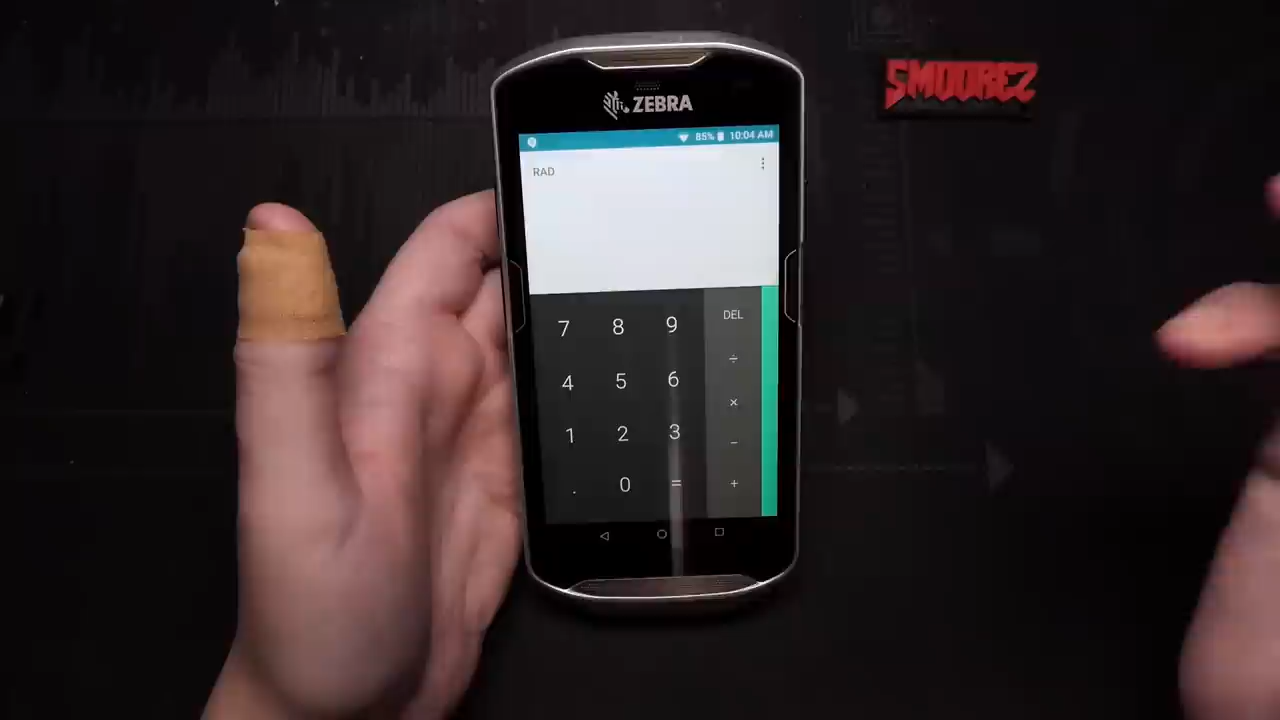 SMOOREZ
ZEBRA
85% 10:04 AM
RAD
7 8 9 DEL
÷
4 5 6
×
1 2 3
−
. 0 = +